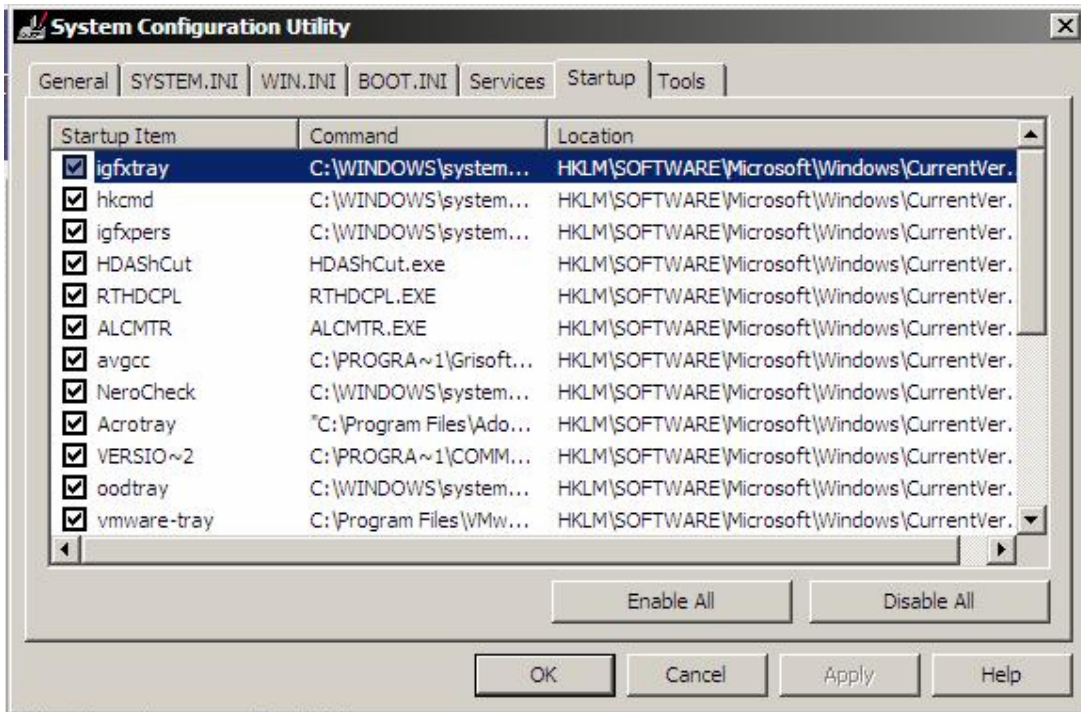 System Configuration Utility
General SYSTEM.INI WIN.INI BOOT.INI Services Startup Tools
Startup Item Command Location
igfxtray C:\WINDOWS\system... HKLM\SOFTWARE\Microsoft\Windows\CurrentVer..
hkcmd C:\WINDOWS\system... HKLM\SOFTWARE\Microsoft\Windows\CurrentVer.
igfxpers C:\WINDOWS\system... HKLM\SOFTWARE\Microsoft\Windows\CurrentVer.
HDAShCut HDAShCut.exe HKLM\SOFTWARE\Microsoft\Windows\CurrentVer.
RTHDCPL RTHDCPL.EXE HKLM\SOFTWARE\Microsoft\Windows\CurrentVer.
ALCMTR ALCMTR.EXE HKLM\SOFTWARE\Microsoft\Windows\CurrentVer.
avgcc C:\PROGRA~1\Grisoft... HKLM\SOFTWARE\Microsoft\Windows\CurrentVer.
NeroCheck C:\WINDOWS\system... HKLM\SOFTWARE\Microsoft\Windows\CurrentVer.
Acrotray "C:\Program Files\Ado... HKLM\SOFTWARE\Microsoft\Windows\CurrentVer.
VERSIO~2 C:\PROGRA~1\COMM... HKLM\SOFTWARE\Microsoft\Windows\CurrentVer.
oodtray C:\WINDOWS\system... HKLM\SOFTWARE\Microsoft\Windows\CurrentVer.
vmware-tray C:\Program Files\VMw... HKLM\SOFTWARE\Microsoft\Windows\CurrentVer.
Enable All Disable All
OK Cancel Apply Help